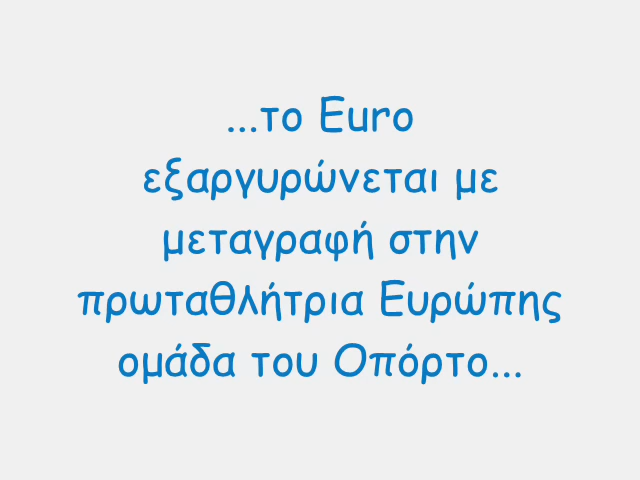 ...το Euro
εξαργυρώνεται με
μεταγραφή στην
πρωταθλήτρια Ευρώπης
ομάδα του Οπόρτο...